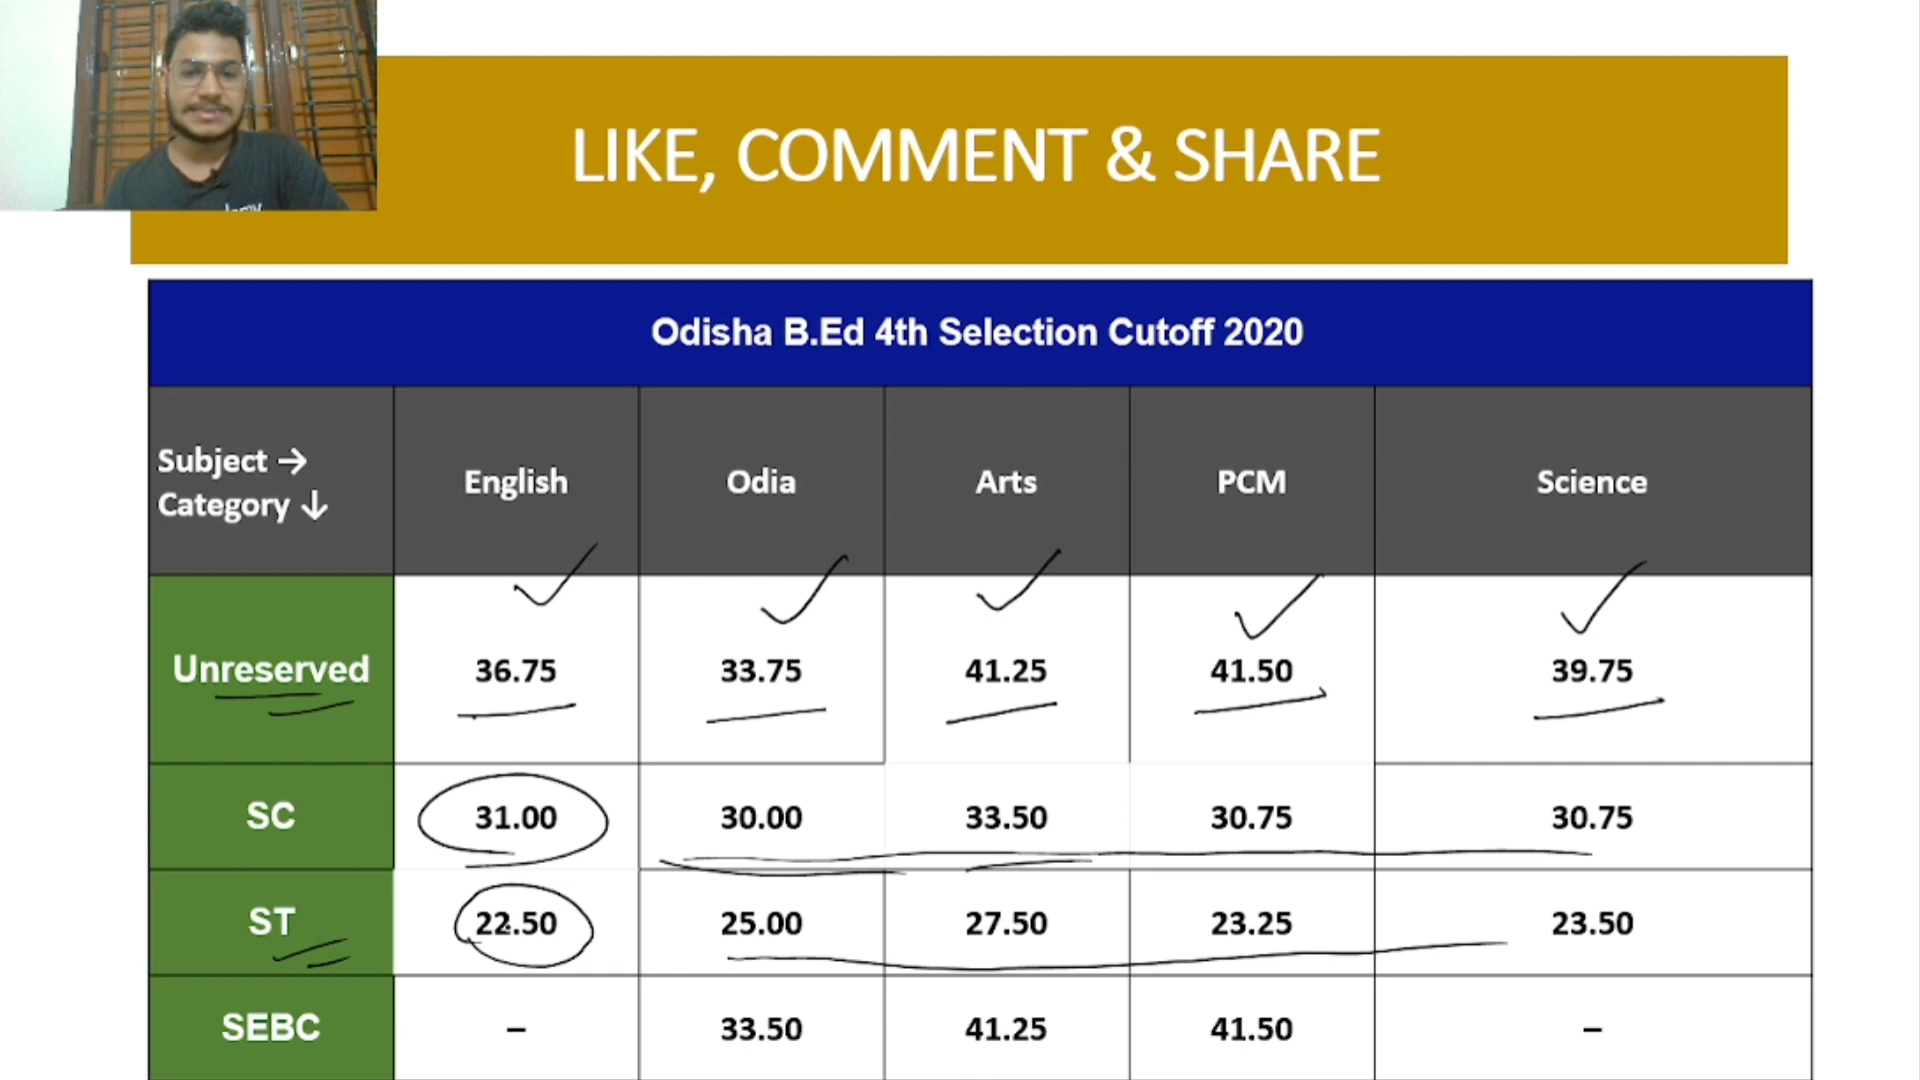 LIKE, COMMENT & SHARE
Odisha B.Ed 4th Selection Cutoff 2020
Subject →
Category ↓
English
Odia
Arts
PCM
Science
Unreserved
36.75
33.75
41.25
41.50
39.75
SC
31.00
30.00
33.50
30.75
30.75
ST
22.50
25.00
27.50
23.25
23.50
SEBC
–
33.50
41.25
41.50
–